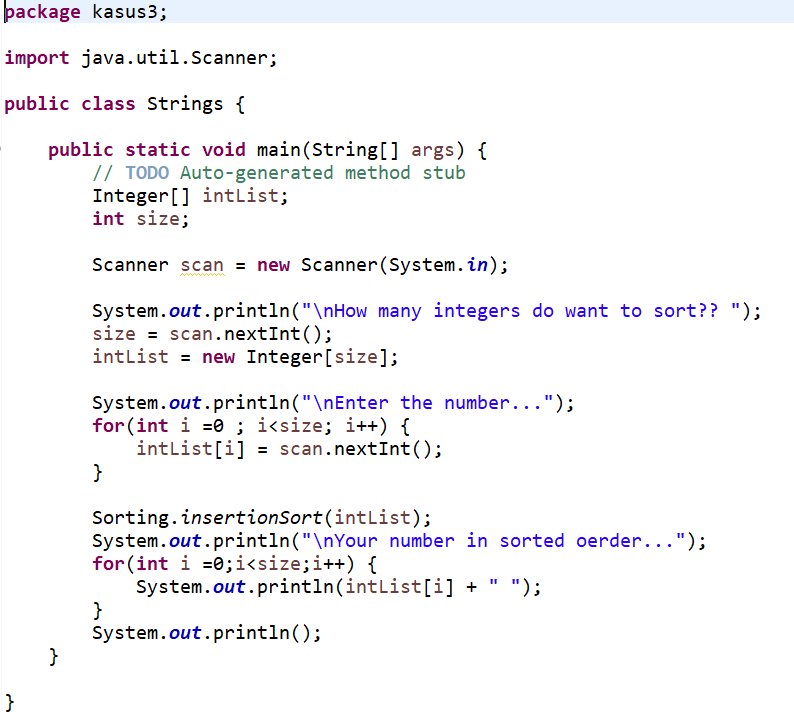 package kasus3;
import java.util.Scanner;
public class Strings {
public static void main(String[] args) {
// TODO Auto-generated method stub
Integer[] intList;
int size;
Scanner scan = new Scanner(System.in);
System.out.println("\nHow many integers do want to sort?? ");
size = scan.nextInt();
intList = new Integer[size];
System.out.println("\nEnter the number...");
for(int i =0 ; i<size; i++) {
intList[i] = scan.nextInt();
}
Sorting.insertionSort(intList);
System.out.println("\nYour number in sorted oerder...");
for(int i =0;i<size;i++) {
System.out.println(intList[i] + " ");
}
System.out.println();
}
}